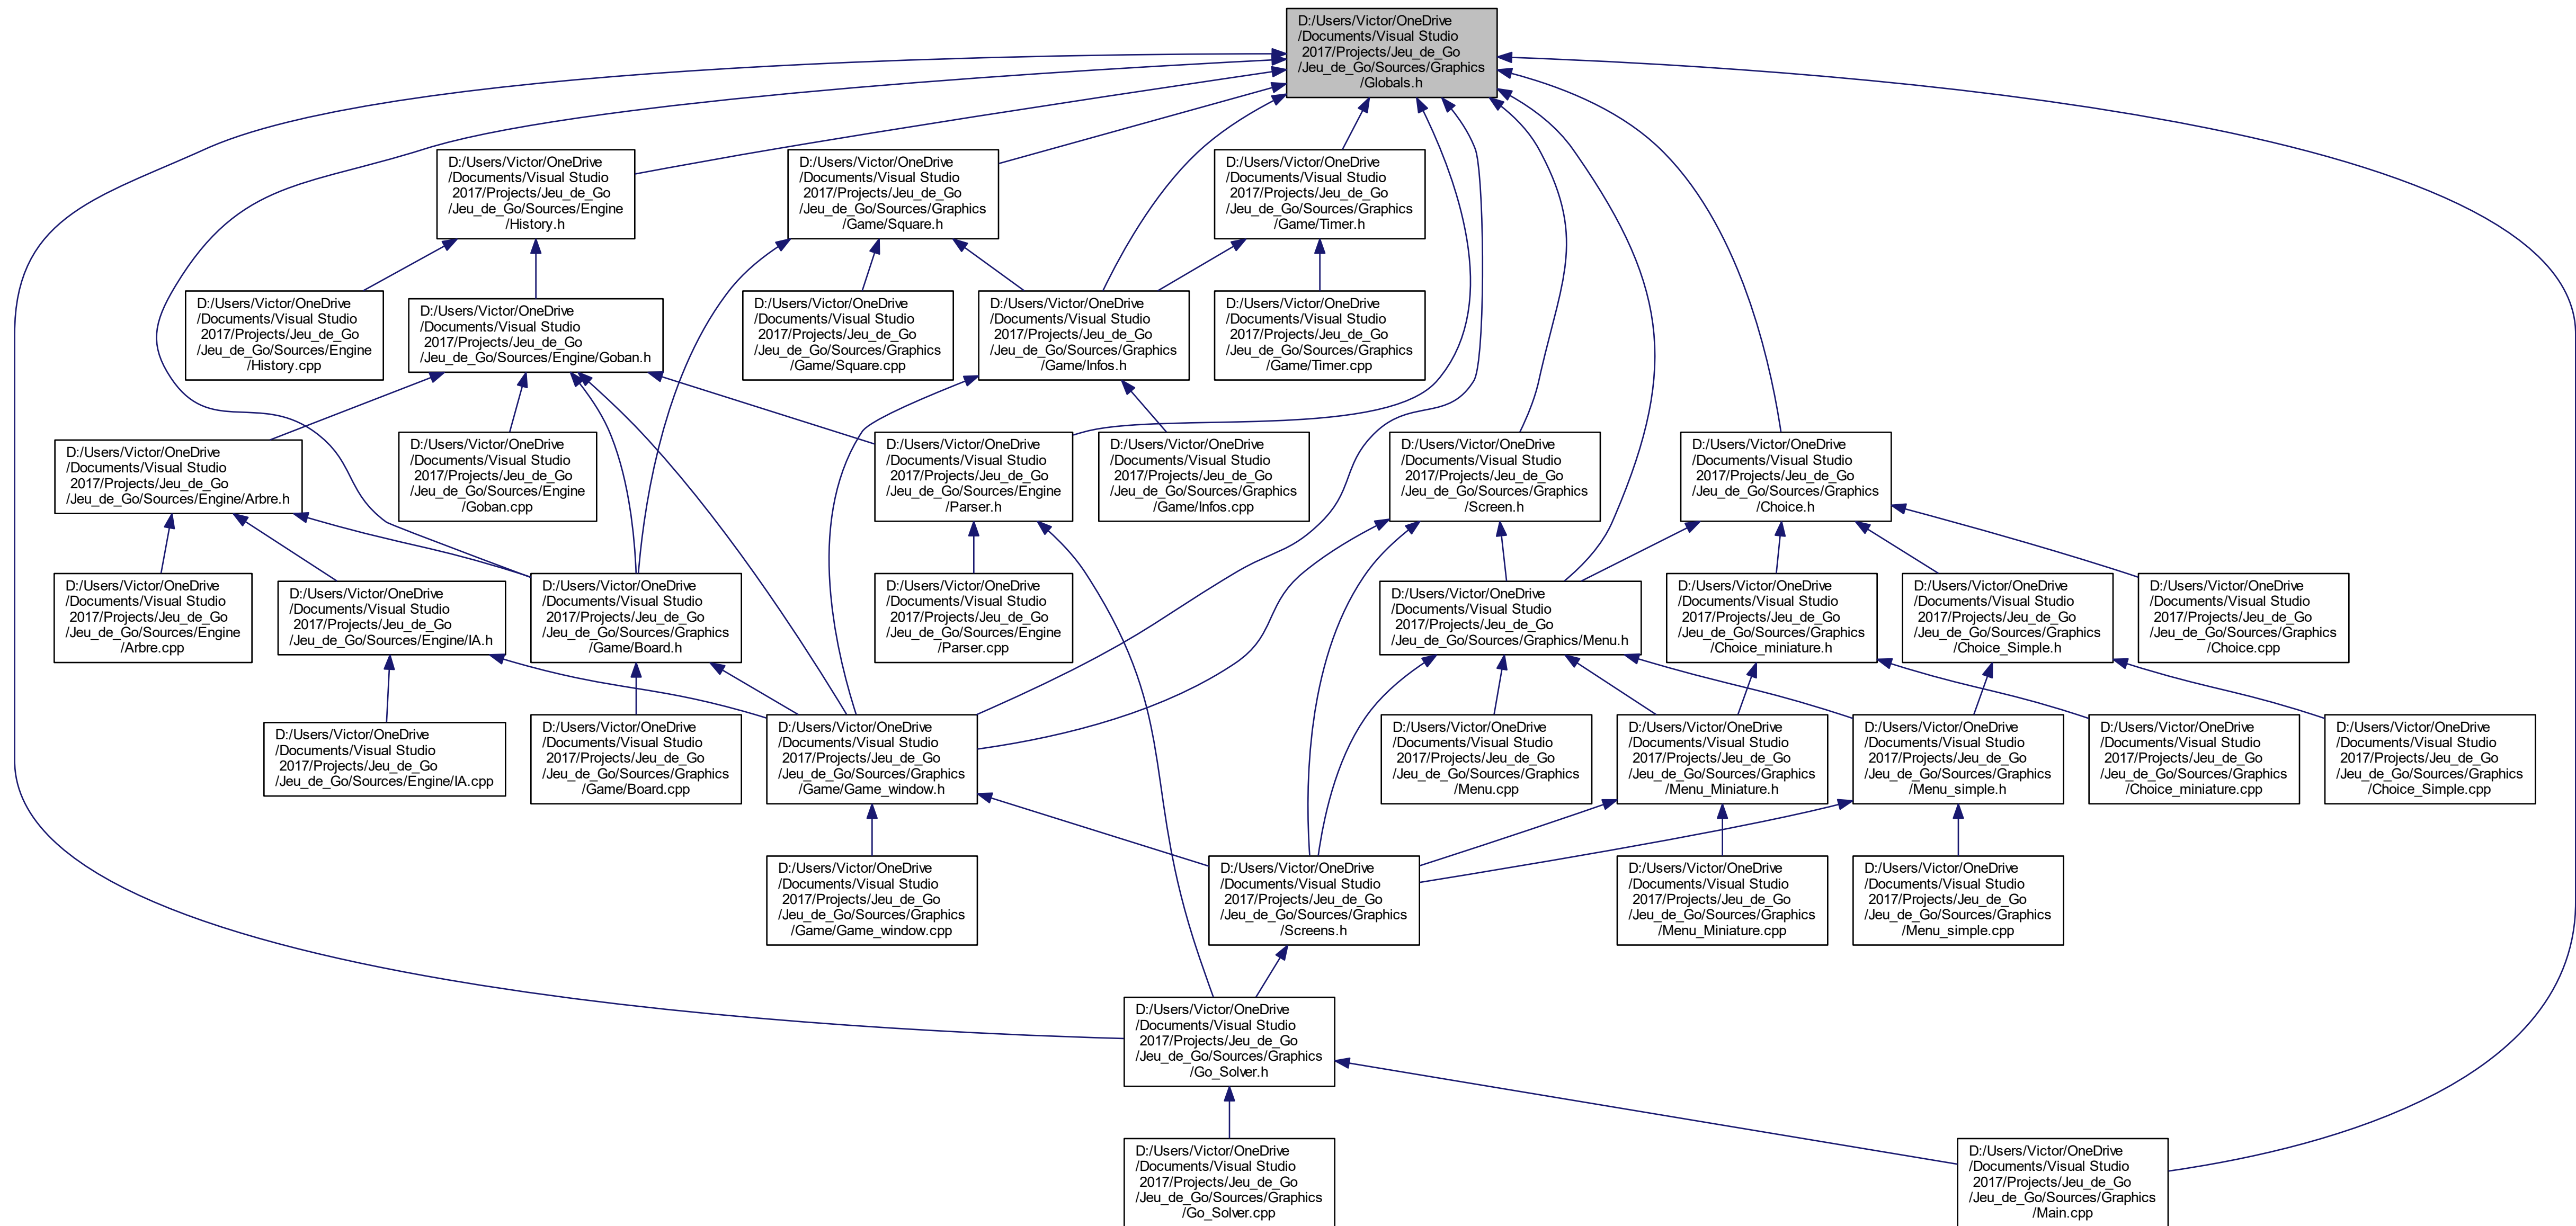 D:/Users/Victor/OneDrive
/Documents/Visual Studio
2017/Projects/Jeu_de_Go
/Jeu_de_Go/Sources/Graphics
/Globals.h
D:/Users/Victor/OneDrive
/Documents/Visual Studio
2017/Projects/Jeu_de_Go
/Jeu_de_Go/Sources/Engine
/History.h
D:/Users/Victor/OneDrive
/Documents/Visual Studio
2017/Projects/Jeu_de_Go
/Jeu_de_Go/Sources/Graphics
/Game/Square.h
D:/Users/Victor/OneDrive
/Documents/Visual Studio
2017/Projects/Jeu_de_Go
/Jeu_de_Go/Sources/Graphics
/Game/Timer.h
D:/Users/Victor/OneDrive
/Documents/Visual Studio
2017/Projects/Jeu_de_Go
/Jeu_de_Go/Sources/Engine
/History.cpp
D:/Users/Victor/OneDrive
/Documents/Visual Studio
2017/Projects/Jeu_de_Go
/Jeu_de_Go/Sources/Engine/Goban.h
D:/Users/Victor/OneDrive
/Documents/Visual Studio
2017/Projects/Jeu_de_Go
/Jeu_de_Go/Sources/Graphics
/Game/Square.cpp
D:/Users/Victor/OneDrive
/Documents/Visual Studio
2017/Projects/Jeu_de_Go
/Jeu_de_Go/Sources/Graphics
/Game/Infos.h
D:/Users/Victor/OneDrive
/Documents/Visual Studio
2017/Projects/Jeu_de_Go
/Jeu_de_Go/Sources/Graphics
/Game/Timer.cpp
D:/Users/Victor/OneDrive
/Documents/Visual Studio
2017/Projects/Jeu_de_Go
/Jeu_de_Go/Sources/Engine/Arbre.h
D:/Users/Victor/OneDrive
/Documents/Visual Studio
2017/Projects/Jeu_de_Go
/Jeu_de_Go/Sources/Engine
/Goban.cpp
D:/Users/Victor/OneDrive
/Documents/Visual Studio
2017/Projects/Jeu_de_Go
/Jeu_de_Go/Sources/Engine
/Parser.h
D:/Users/Victor/OneDrive
/Documents/Visual Studio
2017/Projects/Jeu_de_Go
/Jeu_de_Go/Sources/Graphics
/Game/Infos.cpp
D:/Users/Victor/OneDrive
/Documents/Visual Studio
2017/Projects/Jeu_de_Go
/Jeu_de_Go/Sources/Graphics
/Screen.h
D:/Users/Victor/OneDrive
/Documents/Visual Studio
2017/Projects/Jeu_de_Go
/Jeu_de_Go/Sources/Graphics
/Choice.h
D:/Users/Victor/OneDrive
/Documents/Visual Studio
2017/Projects/Jeu_de_Go
/Jeu_de_Go/Sources/Engine
/Arbre.cpp
D:/Users/Victor/OneDrive
/Documents/Visual Studio
2017/Projects/Jeu_de_Go
/Jeu_de_Go/Sources/Engine/IA.h
D:/Users/Victor/OneDrive
/Documents/Visual Studio
2017/Projects/Jeu_de_Go
/Jeu_de_Go/Sources/Graphics
/Game/Board.h
D:/Users/Victor/OneDrive
/Documents/Visual Studio
2017/Projects/Jeu_de_Go
/Jeu_de_Go/Sources/Engine
/Parser.cpp
D:/Users/Victor/OneDrive
/Documents/Visual Studio
2017/Projects/Jeu_de_Go
/Jeu_de_Go/Sources/Graphics/Menu.h
D:/Users/Victor/OneDrive
/Documents/Visual Studio
2017/Projects/Jeu_de_Go
/Jeu_de_Go/Sources/Graphics
/Choice_miniature.h
D:/Users/Victor/OneDrive
/Documents/Visual Studio
2017/Projects/Jeu_de_Go
/Jeu_de_Go/Sources/Graphics
/Choice_Simple.h
D:/Users/Victor/OneDrive
/Documents/Visual Studio
2017/Projects/Jeu_de_Go
/Jeu_de_Go/Sources/Graphics
/Choice.cpp
D:/Users/Victor/OneDrive
/Documents/Visual Studio
2017/Projects/Jeu_de_Go
/Jeu_de_Go/Sources/Engine/IA.cpp
D:/Users/Victor/OneDrive
/Documents/Visual Studio
2017/Projects/Jeu_de_Go
/Jeu_de_Go/Sources/Graphics
/Game/Board.cpp
D:/Users/Victor/OneDrive
/Documents/Visual Studio
2017/Projects/Jeu_de_Go
/Jeu_de_Go/Sources/Graphics
/Game/Game_window.h
D:/Users/Victor/OneDrive
/Documents/Visual Studio
2017/Projects/Jeu_de_Go
/Jeu_de_Go/Sources/Graphics
/Menu.cpp
D:/Users/Victor/OneDrive
/Documents/Visual Studio
2017/Projects/Jeu_de_Go
/Jeu_de_Go/Sources/Graphics
/Menu_Miniature.h
D:/Users/Victor/OneDrive
/Documents/Visual Studio
2017/Projects/Jeu_de_Go
/Jeu_de_Go/Sources/Graphics
/Menu_simple.h
D:/Users/Victor/OneDrive
/Documents/Visual Studio
2017/Projects/Jeu_de_Go
/Jeu_de_Go/Sources/Graphics
/Choice_miniature.cpp
D:/Users/Victor/OneDrive
/Documents/Visual Studio
2017/Projects/Jeu_de_Go
/Jeu_de_Go/Sources/Graphics
/Choice_Simple.cpp
D:/Users/Victor/OneDrive
/Documents/Visual Studio
2017/Projects/Jeu_de_Go
/Jeu_de_Go/Sources/Graphics
/Game/Game_window.cpp
D:/Users/Victor/OneDrive
/Documents/Visual Studio
2017/Projects/Jeu_de_Go
/Jeu_de_Go/Sources/Graphics
/Screens.h
D:/Users/Victor/OneDrive
/Documents/Visual Studio
2017/Projects/Jeu_de_Go
/Jeu_de_Go/Sources/Graphics
/Menu_Miniature.cpp
D:/Users/Victor/OneDrive
/Documents/Visual Studio
2017/Projects/Jeu_de_Go
/Jeu_de_Go/Sources/Graphics
/Menu_simple.cpp
D:/Users/Victor/OneDrive
/Documents/Visual Studio
2017/Projects/Jeu_de_Go
/Jeu_de_Go/Sources/Graphics
/Go_Solver.h
D:/Users/Victor/OneDrive
/Documents/Visual Studio
2017/Projects/Jeu_de_Go
/Jeu_de_Go/Sources/Graphics
/Go_Solver.cpp
D:/Users/Victor/OneDrive
/Documents/Visual Studio
2017/Projects/Jeu_de_Go
/Jeu_de_Go/Sources/Graphics
/Main.cpp